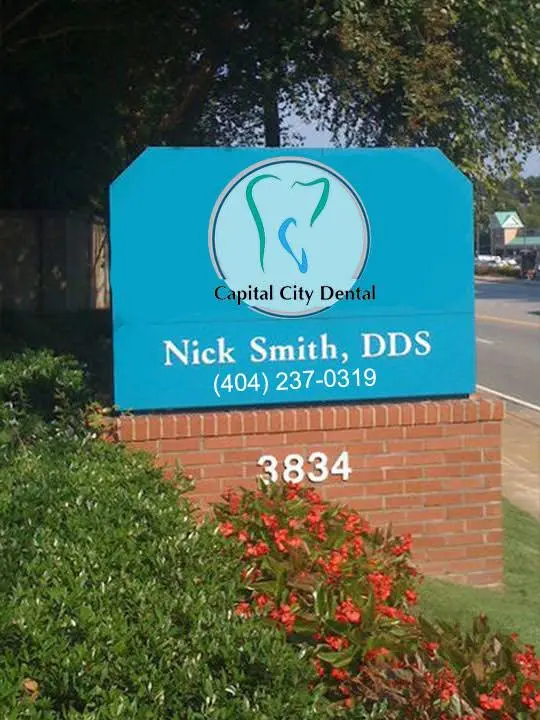 Capital City Dental
Nick Smith, DDS
(404) 237-0319
3834